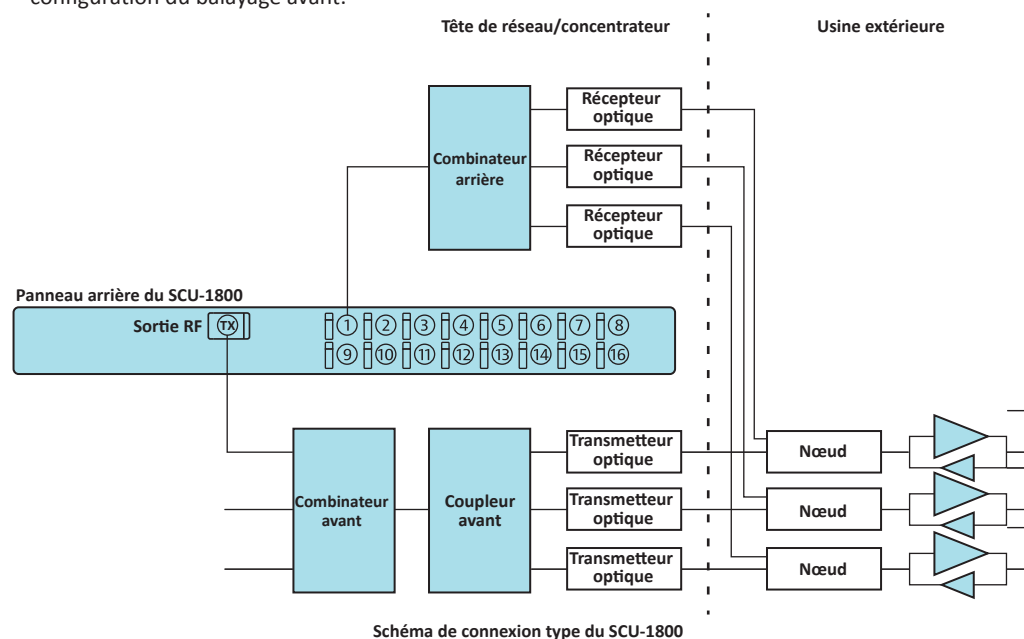 configuration du balayage avant.
Tête de réseau/concentrateur
Usine extérieure
Récepteur
optique
Combinateur
arrière
Récepteur
optique
Récepteur
optique
Panneau arrière du SCU-1800
Sortie RF TX
1 2 3 4 5 6 7 8
9 10 11 12 13 14 15 16
Combinateur
avant
Coupleur
avant
Transmetteur
optique
Nœud
Transmetteur
optique
Nœud
Transmetteur
optique
Nœud
Schéma de connexion type du SCU-1800